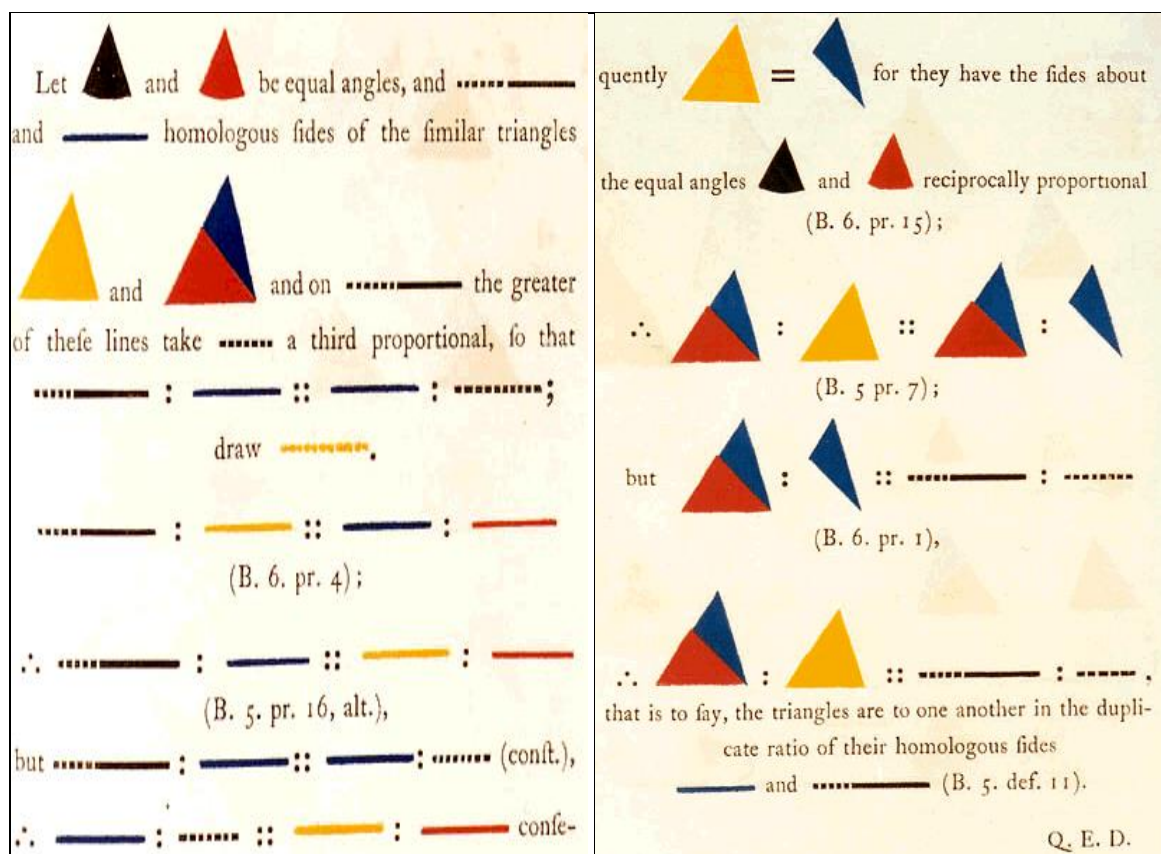 Let and be equal angles, and
and homologous ſides of the ſimilar triangles
and and on the greater
of theſe lines take a third proportional, ſo that
: :: : ;
draw .
: :: :
(B. 6. pr. 4);
∴ : :: :
(B. 5. pr. 16, alt.),
but : :: : (conſt.),
∴ : :: : conſe-
quently = for they have the ſides about
the equal angles and reciprocally proportional
(B. 6. pr. 15);
∴ : :: :
(B. 5 pr. 7);
but : :: :
(B. 6. pr. 1),
∴ : :: : ,
that is to ſay, the triangles are to one another in the dupli-
cate ratio of their homologous ſides
and (B. 5. def. 11).
Q. E. D.